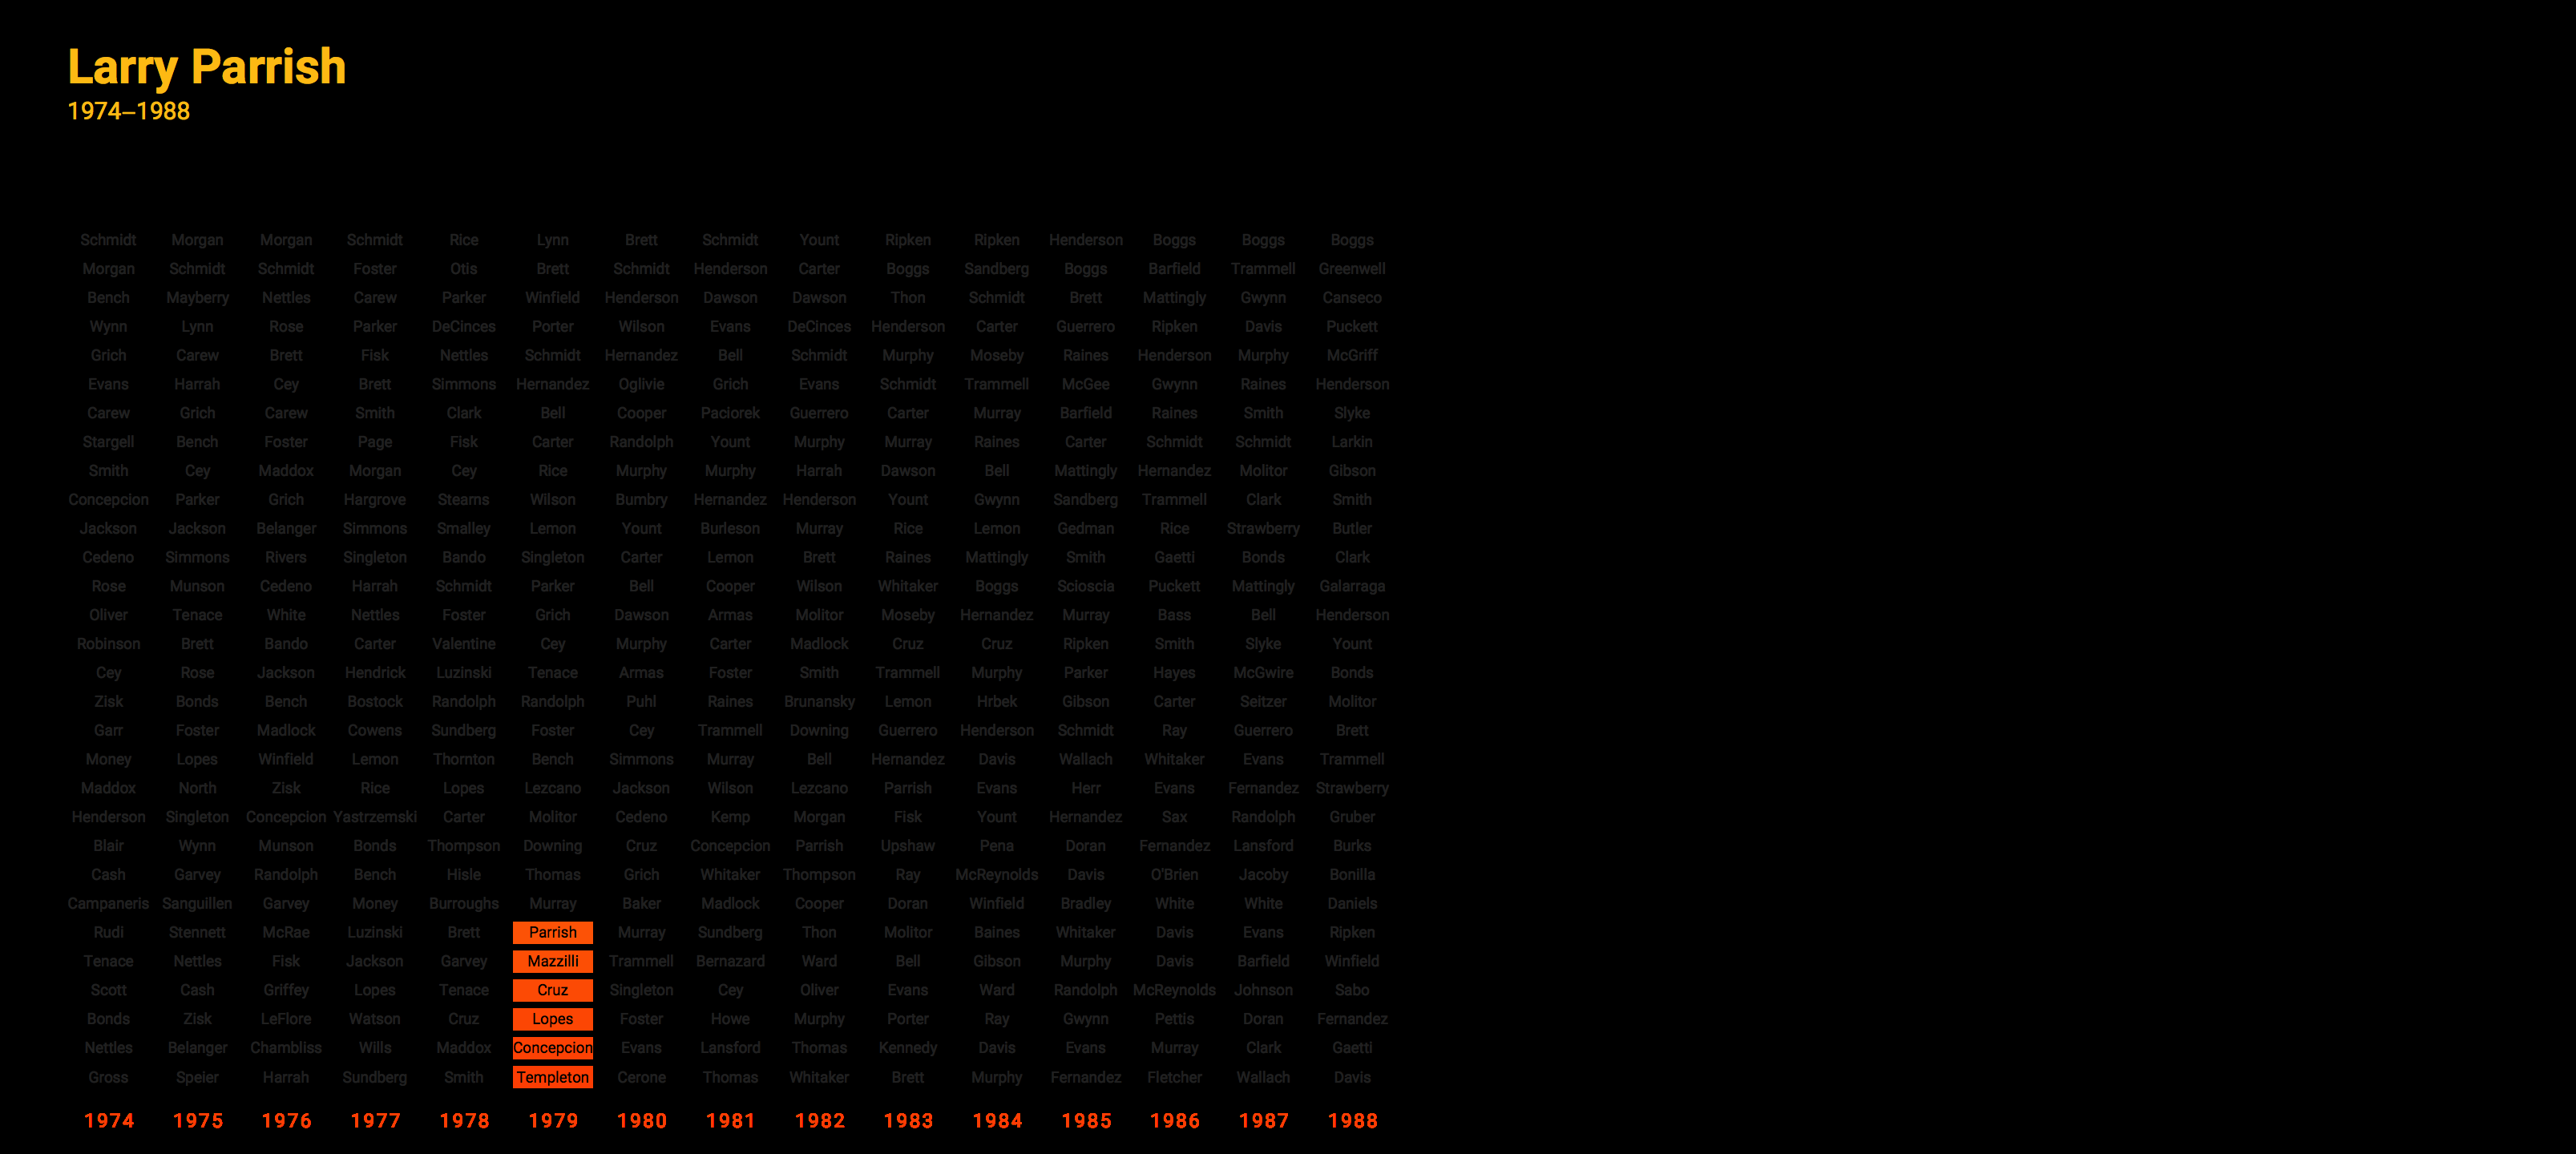 Larry Parrish
1974–1988
Schmidt Morgan Morgan Schmidt Rice Lynn Brett Schmidt Yount Ripken Ripken Henderson Boggs Boggs Boggs
Morgan Schmidt Schmidt Foster Otis Brett Schmidt Henderson Carter Boggs Sandberg Boggs Barfield Trammell Greenwell
Bench Mayberry Nettles Carew Parker Winfield Henderson Dawson Dawson Thon Schmidt Brett Mattingly Gwynn Canseco
Wynn Lynn Rose Parker DeCinces Porter Wilson Evans DeCinces Henderson Carter Guerrero Ripken Davis Puckett
Grich Carew Brett Fisk Nettles Schmidt Hernandez Bell Schmidt Murphy Moseby Raines Henderson Murphy McGriff
Evans Harrah Cey Brett Simmons Hernandez Oglivie Grich Evans Schmidt Trammell McGee Gwynn Raines Henderson
Carew Grich Carew Smith Clark Bell Cooper Paciorek Guerrero Carter Murray Barfield Raines Smith Slyke
Stargell Bench Foster Page Fisk Carter Randolph Yount Murphy Murray Raines Carter Schmidt Schmidt Larkin
Smith Cey Maddox Morgan Cey Rice Murphy Murphy Harrah Dawson Bell Mattingly Hernandez Molitor Gibson
Concepcion Parker Grich Hargrove Stearns Wilson Bumbry Hernandez Henderson Yount Gwynn Sandberg Trammell Clark Smith
Jackson Jackson Belanger Simmons Smalley Lemon Yount Burleson Murray Rice Lemon Gedman Rice Strawberry Butler
Cedeno Simmons Rivers Singleton Bando Singleton Carter Lemon Brett Raines Mattingly Smith Gaetti Bonds Clark
Rose Munson Cedeno Harrah Schmidt Parker Bell Cooper Wilson Whitaker Boggs Scioscia Puckett Mattingly Galarraga
Oliver Tenace White Nettles Foster Grich Dawson Armas Molitor Moseby Hernandez Murray Bass Bell Henderson
Robinson Brett Bando Carter Valentine Cey Murphy Carter Madlock Cruz Cruz Ripken Smith Slyke Yount
Cey Rose Jackson Hendrick Luzinski Tenace Armas Foster Smith Trammell Murphy Parker Hayes McGwire Bonds
Zisk Bonds Bench Bostock Randolph Randolph Puhl Raines Brunansky Lemon Hrbek Gibson Carter Seitzer Molitor
Garr Foster Madlock Cowens Sundberg Foster Cey Trammell Downing Guerrero Henderson Schmidt Ray Guerrero Brett
Money Lopes Winfield Lemon Thornton Bench Simmons Murray Bell Hernandez Davis Wallach Whitaker Evans Trammell
Maddox North Zisk Rice Lopes Lezcano Jackson Wilson Lezcano Parrish Evans Herr Evans Fernandez Strawberry
Henderson Singleton Concepcion Yastrzemski Carter Molitor Cedeno Kemp Morgan Fisk Yount Hernandez Sax Randolph Gruber
Blair Wynn Munson Bonds Thompson Downing Cruz Concepcion Parrish Upshaw Pena Doran Fernandez Lansford Burks
Cash Garvey Randolph Bench Hisle Thomas Grich Whitaker Thompson Ray McReynolds Davis O'Brien Jacoby Bonilla
Campaneris Sanguillen Garvey Money Burroughs Murray Baker Madlock Cooper Doran Winfield Bradley White White Daniels
Rudi Stennett McRae Luzinski Brett Parrish Murray Sundberg Thon Molitor Baines Whitaker Davis Evans Ripken
Tenace Nettles Fisk Jackson Garvey Mazzilli Trammell Bernazard Ward Bell Gibson Murphy Davis Barfield Winfield
Scott Cash Griffey Lopes Tenace Cruz Singleton Cey Oliver Evans Ward Randolph McReynolds Johnson Sabo
Bonds Zisk LeFlore Watson Cruz Lopes Foster Howe Murphy Porter Ray Gwynn Pettis Doran Fernandez
Nettles Belanger Chambliss Wills Maddox Concepcion Evans Lansford Thomas Kennedy Davis Evans Murray Clark Gaetti
Gross Speier Harrah Sundberg Smith Templeton Cerone Thomas Whitaker Brett Murphy Fernandez Fletcher Wallach Davis
1974 1975 1976 1977 1978 1979 1980 1981 1982 1983 1984 1985 1986 1987 1988